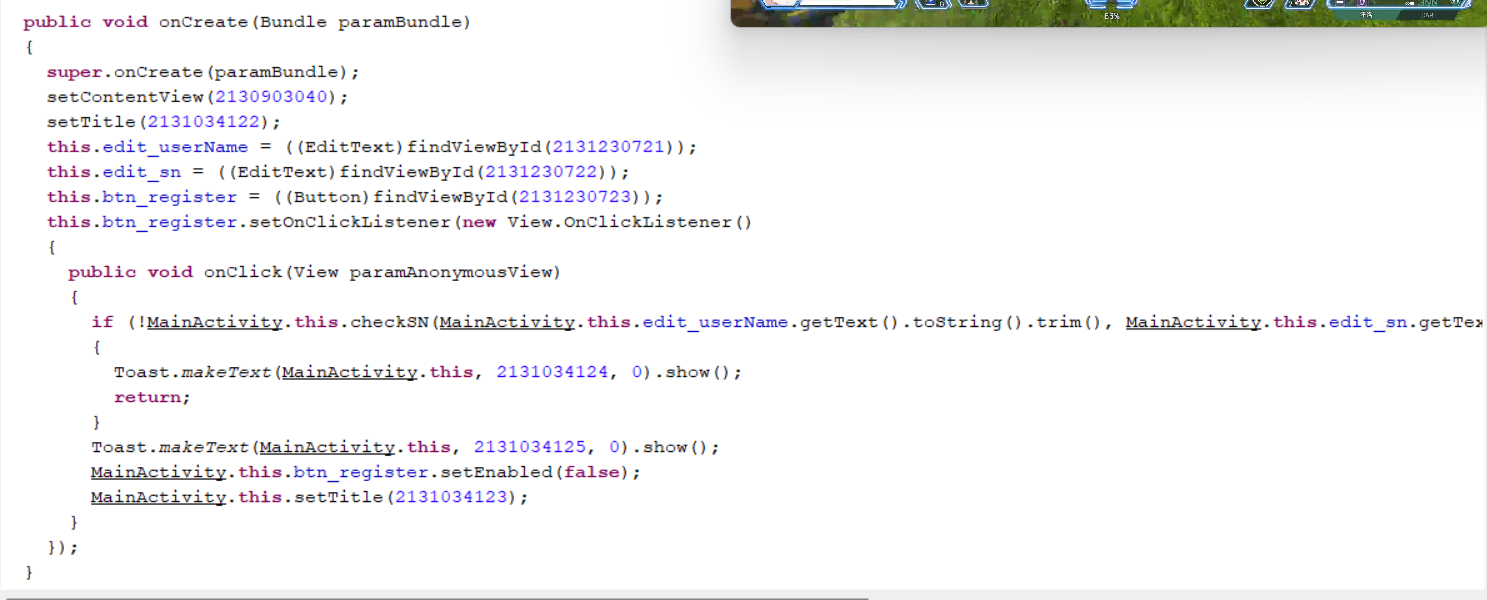 public void onCreate(Bundle paramBundle)
63%
{
super.onCreate(paramBundle);
setContentView(2130903040);
setTitle(2131034122);
this.edit_userName = ((EditText)findViewById(2131230721));
this.edit_sn = ((EditText)findViewById(2131230722));
this.btn_register = ((Button)findViewById(2131230723));
this.btn_register.setOnClickListener(new View.OnClickListener()
{
public void onClick(View paramAnonymousView)
{
if (!MainActivity.this.checkSN(MainActivity.this.edit_userName.getText().toString().trim(), MainActivity.this.edit_sn.getTex
{
Toast.makeText(MainActivity.this, 2131034124, 0).show();
return;
}
Toast.makeText(MainActivity.this, 2131034125, 0).show();
MainActivity.this.btn_register.setEnabled(false);
MainActivity.this.setTitle(2131034123);
}
});
}